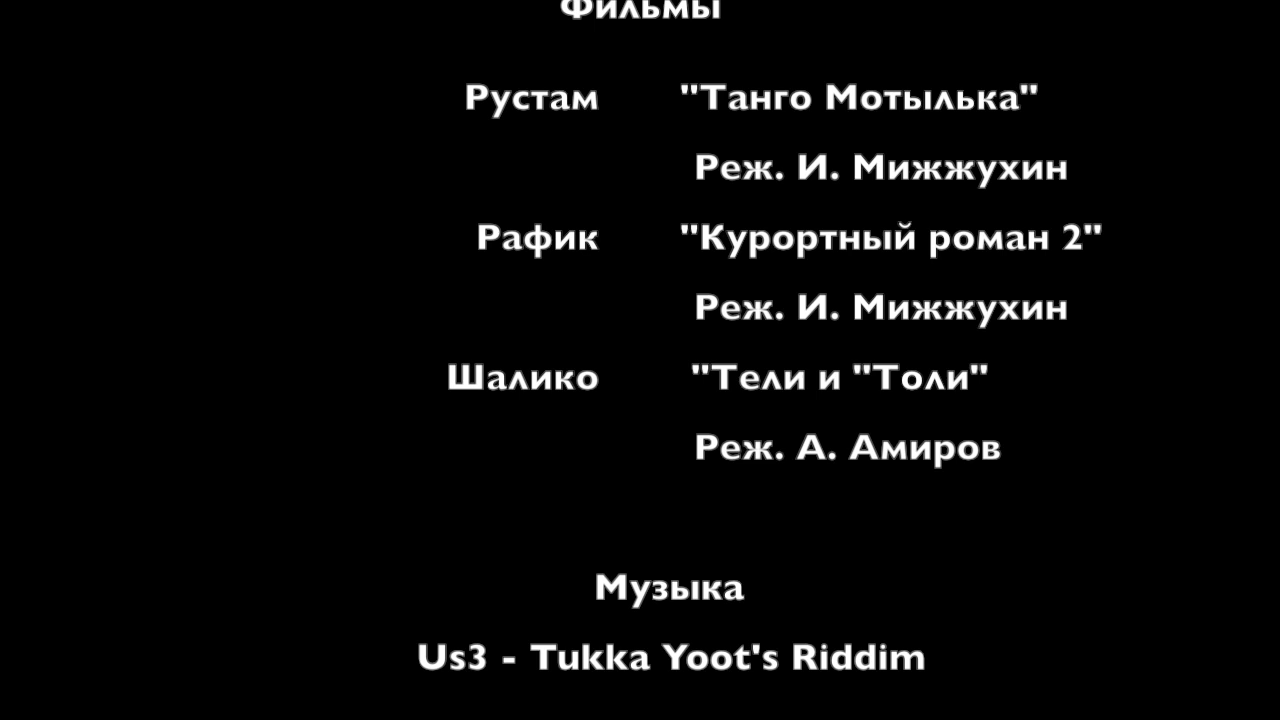 Фильмы
Рустам "Танго Мотылька"
Реж. И. Мижжухин
Рафик "Курортный роман 2"
Реж. И. Мижжухин
Шалико "Тели и "Толи"
Реж. А. Амиров
Музыка
Us3 - Tukka Yoot's Riddim